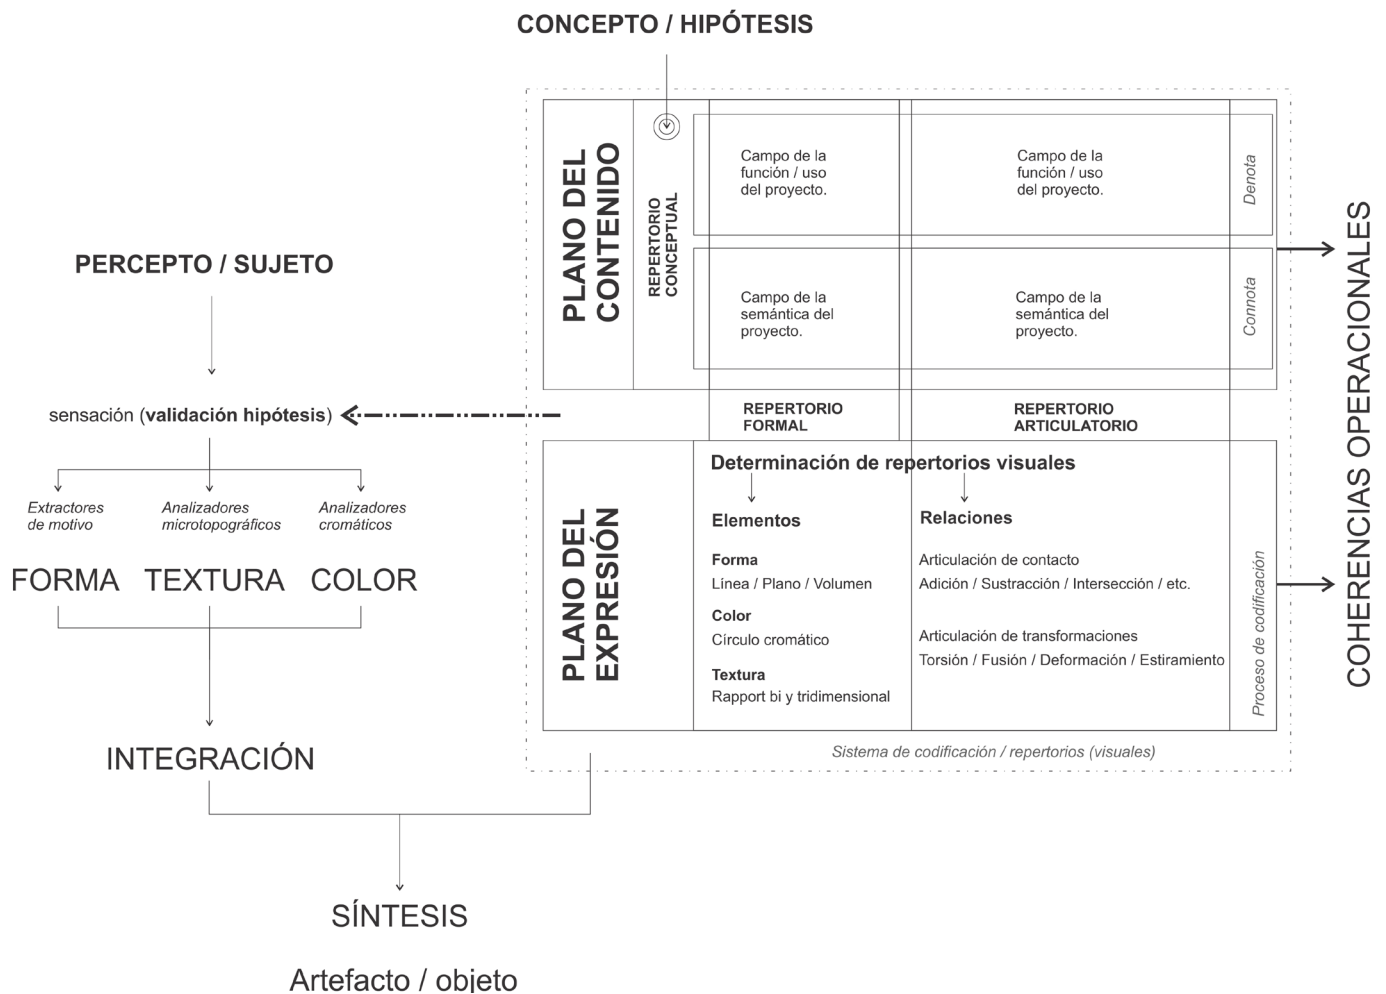 CONCEPTO / HIPÓTESIS
PLANO DEL
CONTENIDO
REPERTORIO
CONCEPTUAL
Campo de la
función / uso
del proyecto.
Campo de la
función / uso
del proyecto.
Denota
Campo de la
semántica del
proyecto.
Campo de la
semántica del
proyecto.
Connota
COHERENCIAS OPERACIONALES
PERCEPTO / SUJETO
sensación (validación hipótesis)
Extractores
de motivo
Analizadores
microtopográficos
Analizadores
cromáticos
FORMA
TEXTURA
COLOR
INTEGRACIÓN
REPERTORIO
FORMAL
REPERTORIO
ARTICULATORIO
PLANO DEL
EXPRESIÓN
Determinación de repertorios visuales
Elementos
Forma
Línea / Plano / Volumen
Color
Círculo cromático
Textura
Rapport bi y tridimensional
Relaciones
Articulación de contacto
Adición / Sustracción / Intersección / etc.
Articulación de transformaciones
Torsión / Fusión / Deformación / Estiramiento
Proceso de codificación
Sistema de codificación / repertorios (visuales)
SÍNTESIS
Artefacto / objeto